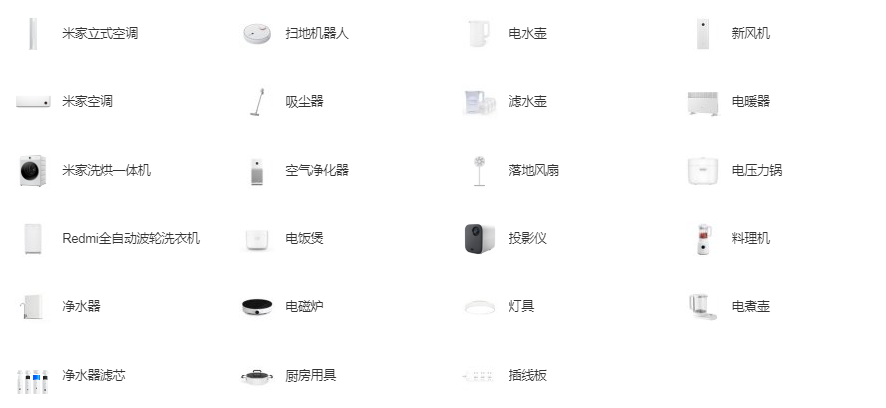 米家立式空调
扫地机器人
电水壶
新风机
米家空调
吸尘器
滤水壶
电暖器
米家洗烘一体机
空气净化器
落地风扇
电压力锅
Redmi全自动波轮洗衣机
电饭煲
投影仪
料理机
净水器
电磁炉
灯具
电煮壶
净水器滤芯
厨房用具
插线板